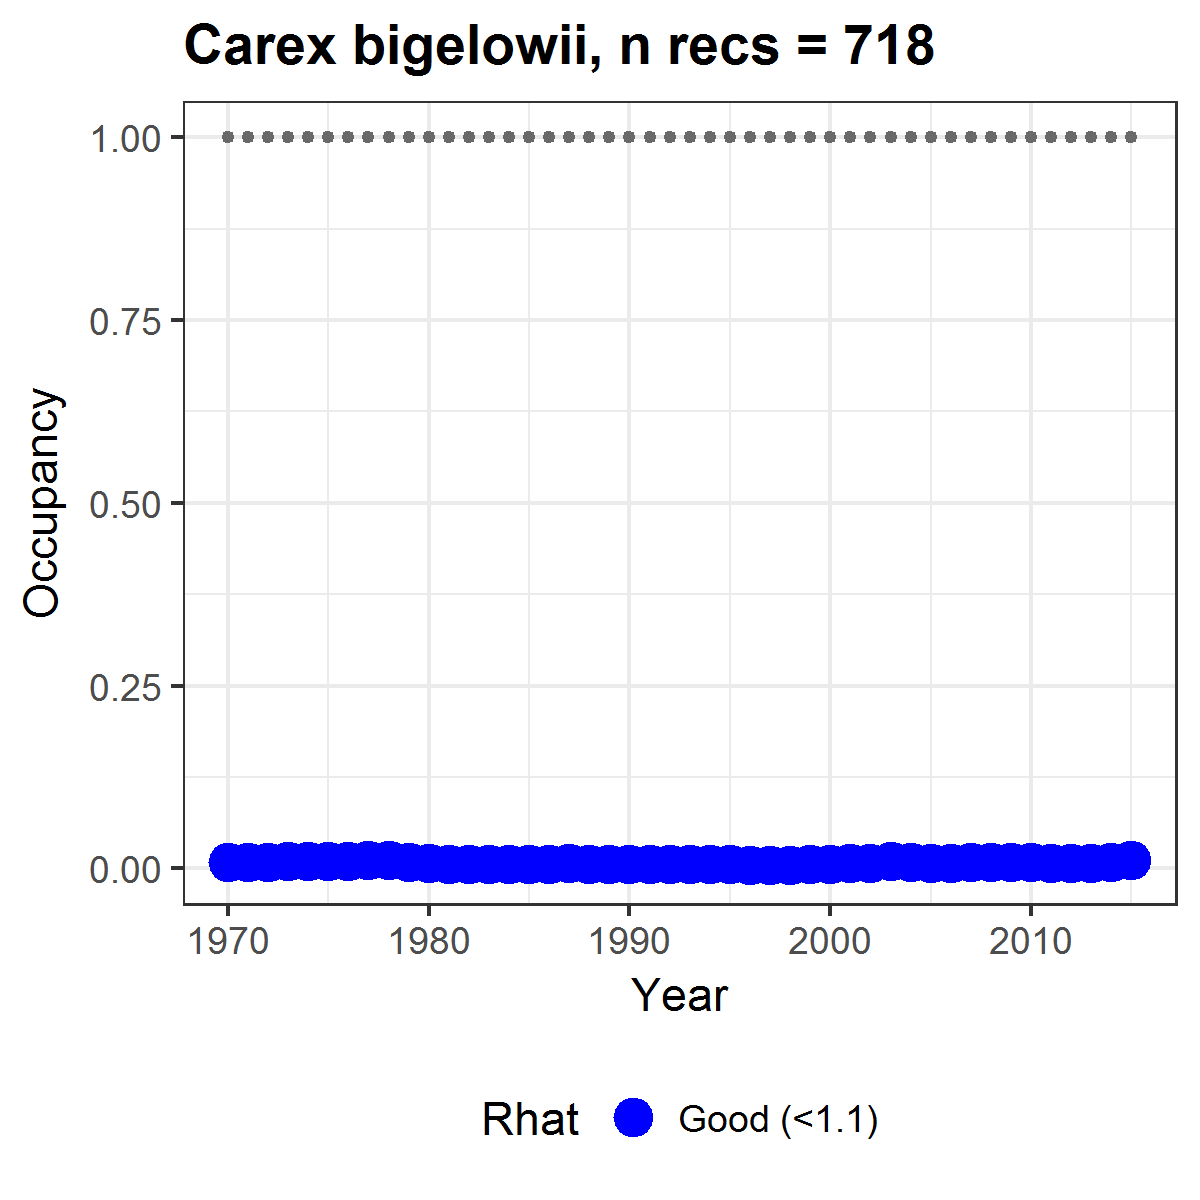 Carex bigelowii, n recs = 718
1.00
0.75
0.50
0.25
0.00
Occupancy
1970 1980 1990 2000 2010
Year
Rhat Good (<1.1)